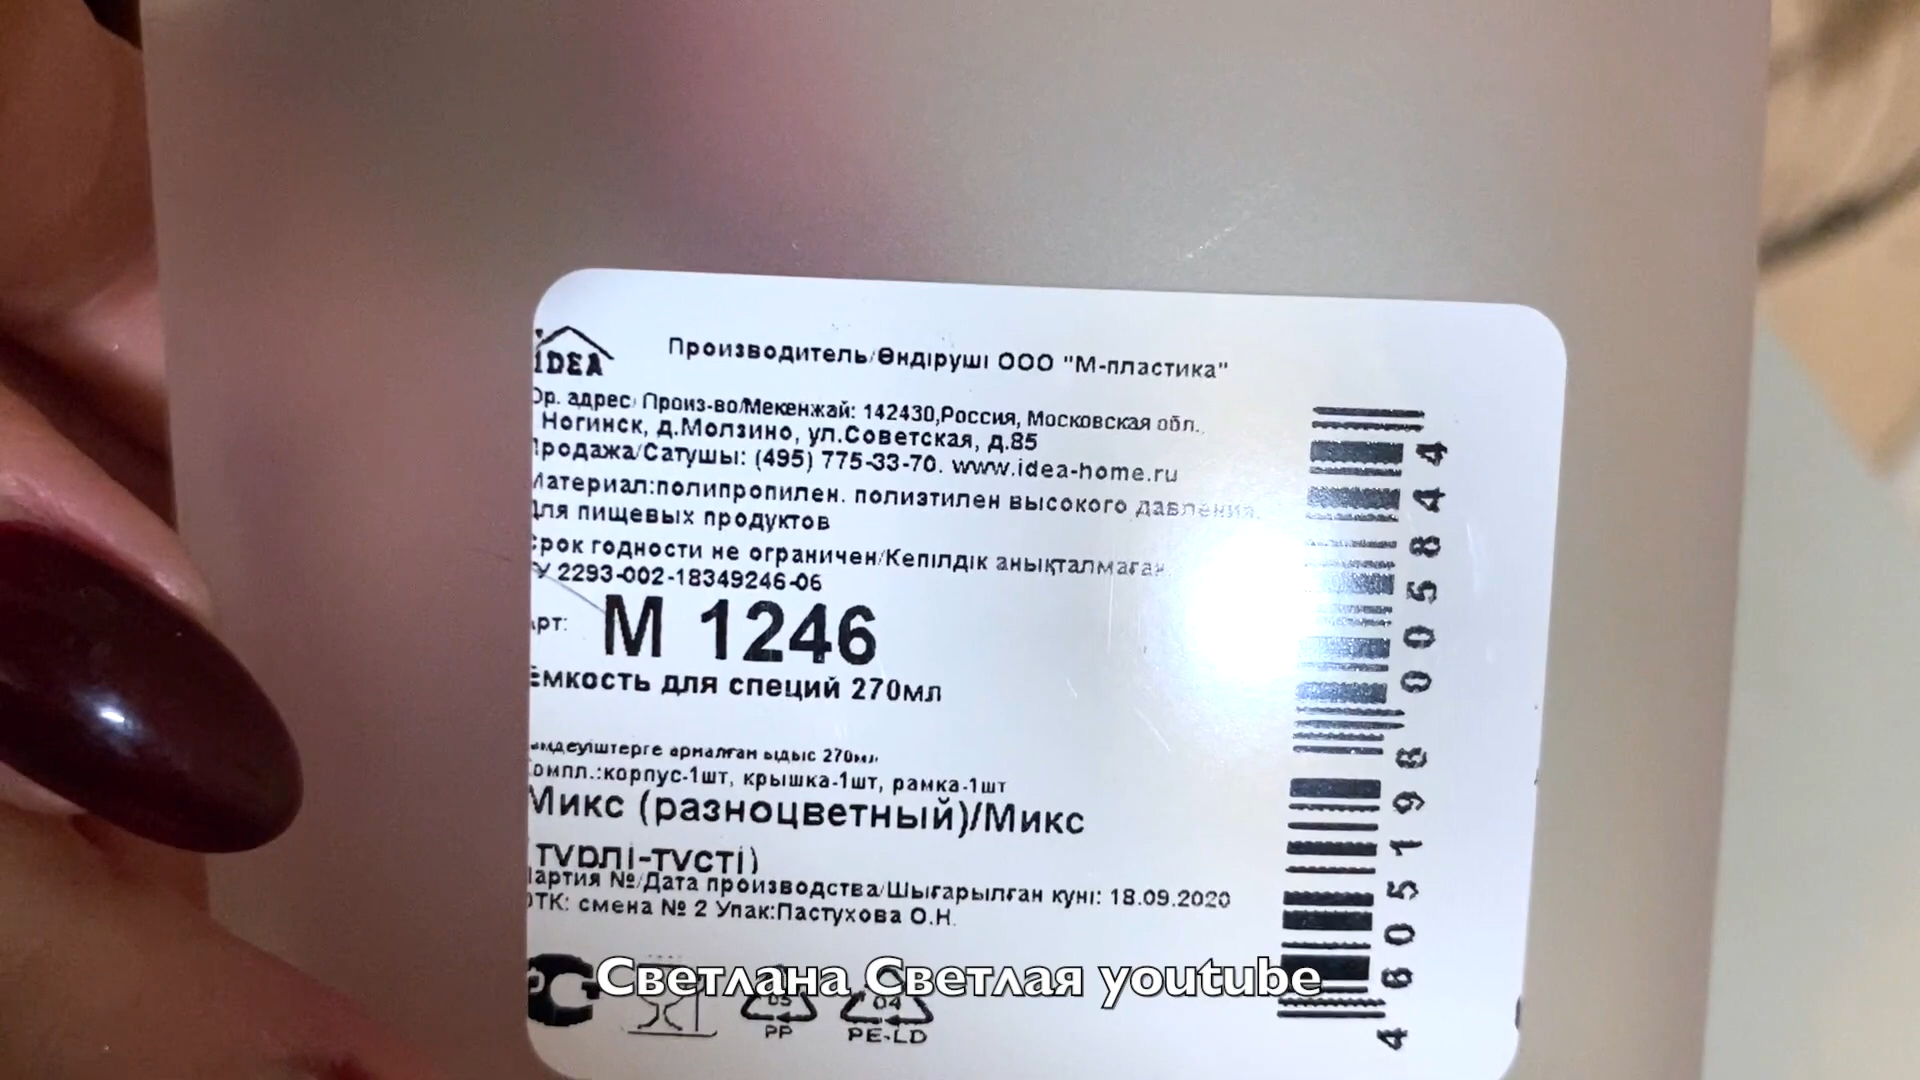 IDEA
Производитель/Өндіруші ООО "М-пластика"
Юр. адрес/Произ-во/Мекенжай: 142430,Россия, Московская обл.,
Ногинск, д.Молзино, ул.Советская, д.85
Продажа/Сатушы: (495) 775-33-70. www.idea-home.ru
Материал:полипропилен. полиэтилен высокого давления.
Для пищевых продуктов
Срок годности не ограничен/Кепілдік анықталмаған
ТУ 2293-002-18349246-06
Арт: М 1246
Ёмкость для специй 270мл
арналған ыдыс 270мл
Компл.:корпус-1шт, крышка-1шт, рамка-1шт
Микс (разноцветный)/Микс
(түрлі-түсті)
Партия №/Дата производства/Шығарылған күні: 18.09.2020
ОТК: смена № 2 Упак:Пастухова О.Н.
05
PP
04
PE-LD
4 605198 005844
Светлана Светлая youtube